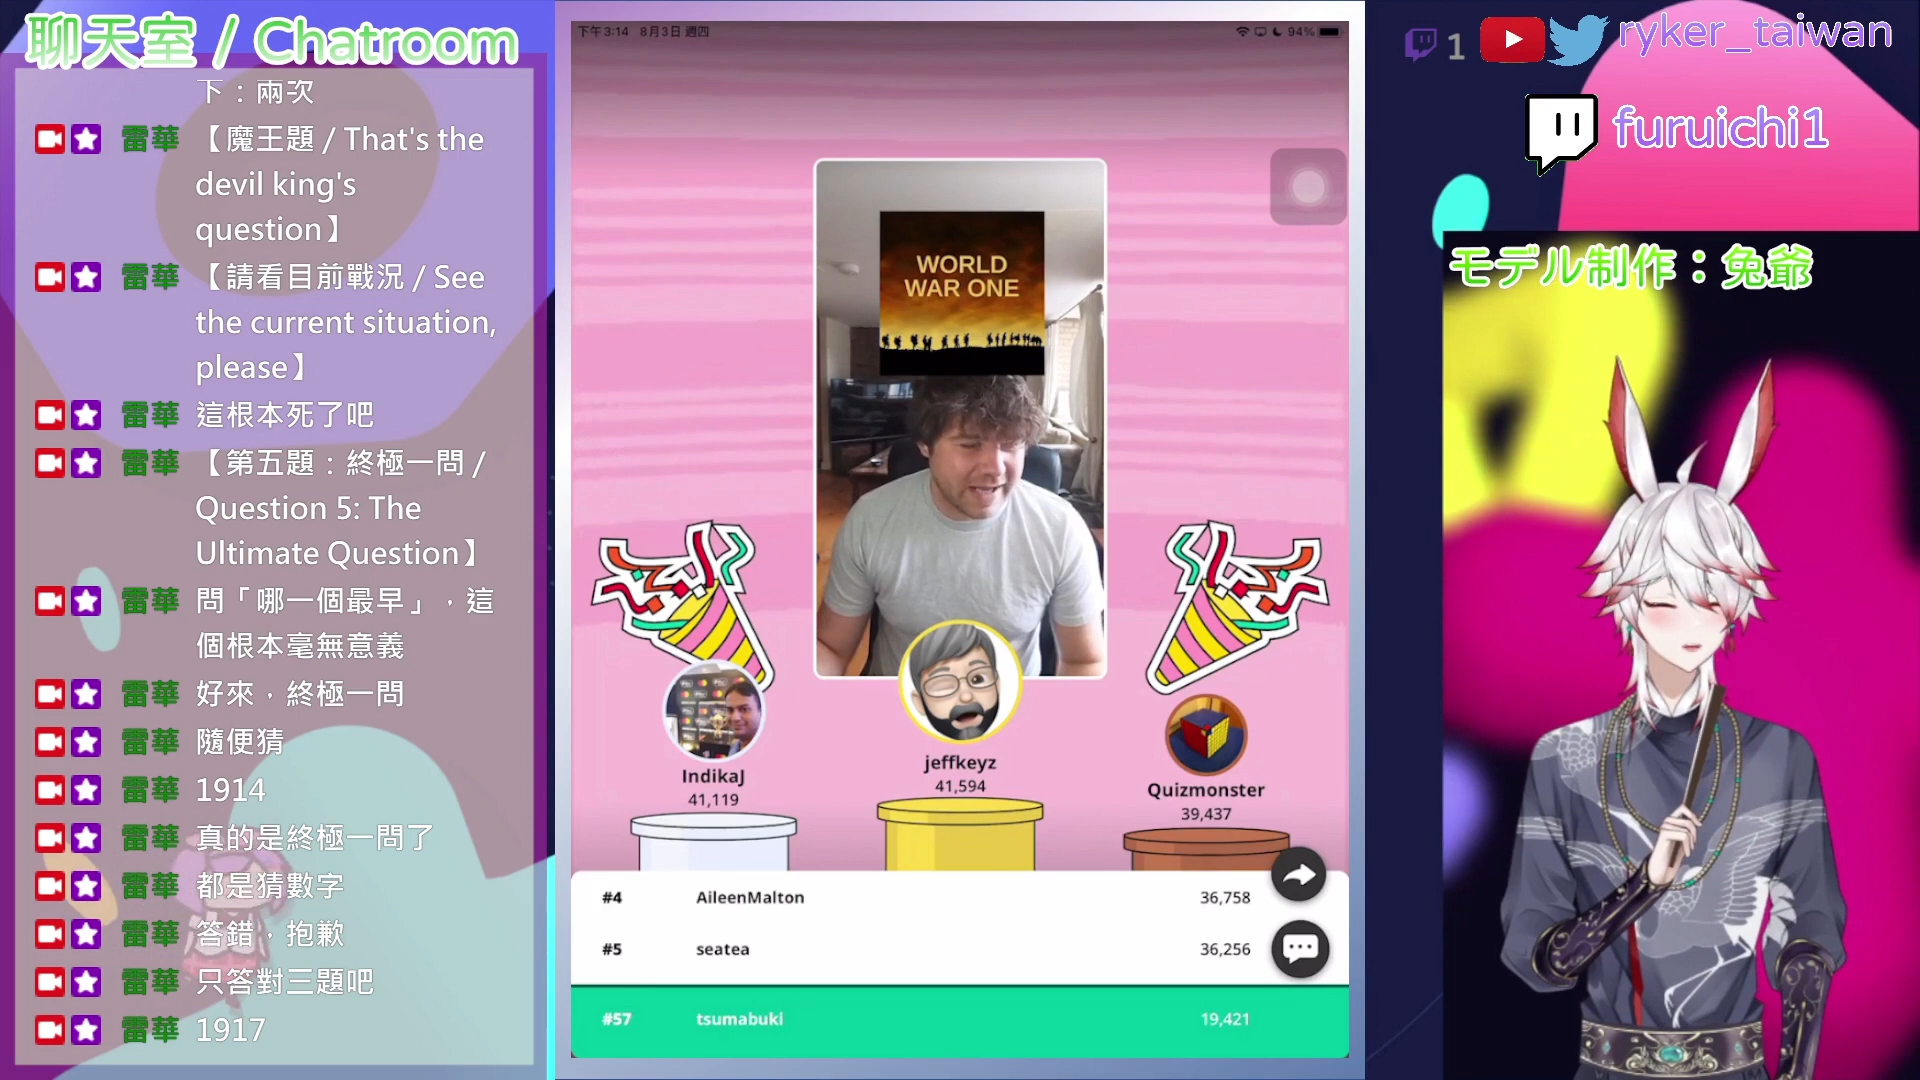 聊天室 / Chatroom
下：兩次
雷華 【魔王題 / That's the
devil king's
question】
雷華 【請看目前戰況 / See
the current situation,
please】
雷華 這根本死了吧
雷華 【第五題：終極一問 /
Question 5: The
Ultimate Question】
雷華 問「哪一個最早」，這
個根本毫無意義
雷華 好來，終極一問
雷華 隨便猜
雷華 1914
雷華 真的是終極一問了
雷華 都是猜數字
雷華 答錯，抱歉
雷華 只答對三題吧
雷華 1917
下午3:14 8月3日 週四
94%
WORLD
WAR ONE
IndikaJ
41,119
jeffkeyz
41,594
Quizmonster
39,437
#4 AileenMalton 36,758
#5 seatea 36,256
#57 tsumabuki 19,421
1
ryker_taiwan
furuichi1
モデル制作：兔爺